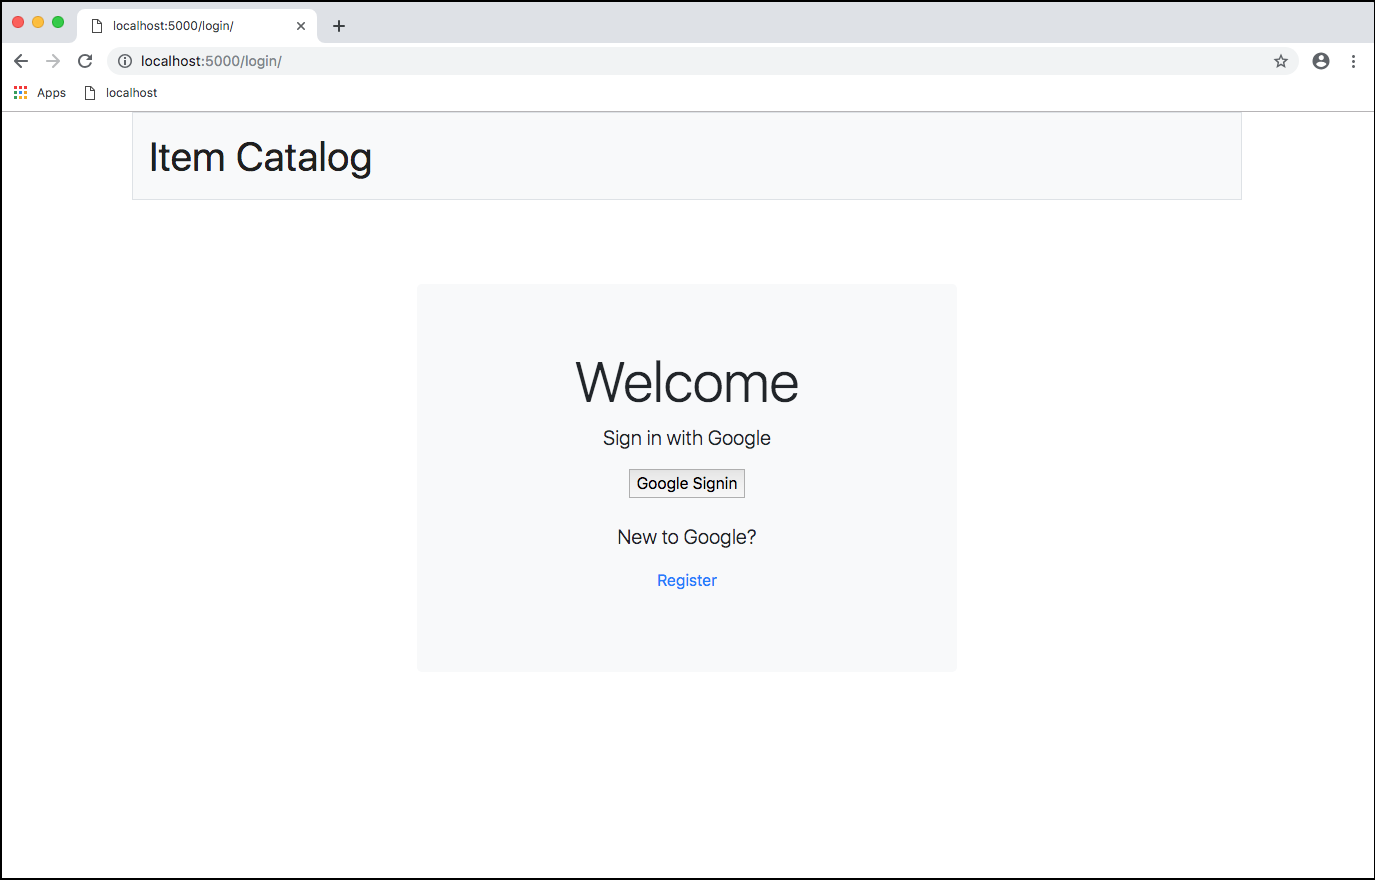 localhost:5000/login/
localhost:5000/login/
Apps localhost
Item Catalog
Welcome
Sign in with Google
Google Signin
New to Google?
Register